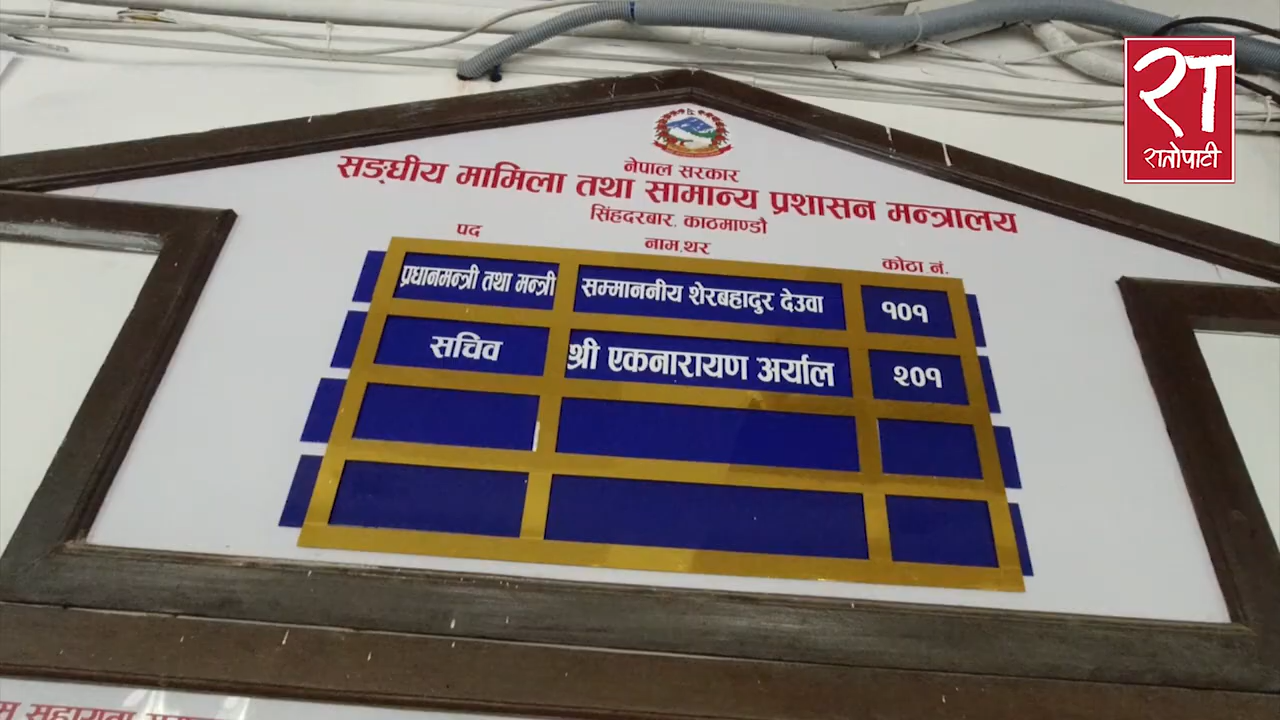 रा
रातोपाटी
नेपाल सरकार
सङ्घीय मामिला तथा सामान्य प्रशासन मन्त्रालय
सिंहदरबार, काठमाण्डौ
पद नाम,थर कोठा नं.
प्रधानमन्त्री तथा मन्त्री सम्माननीय शेरबहादुर देउवा १०१
सचिव श्री एकनारायण अर्याल २०१